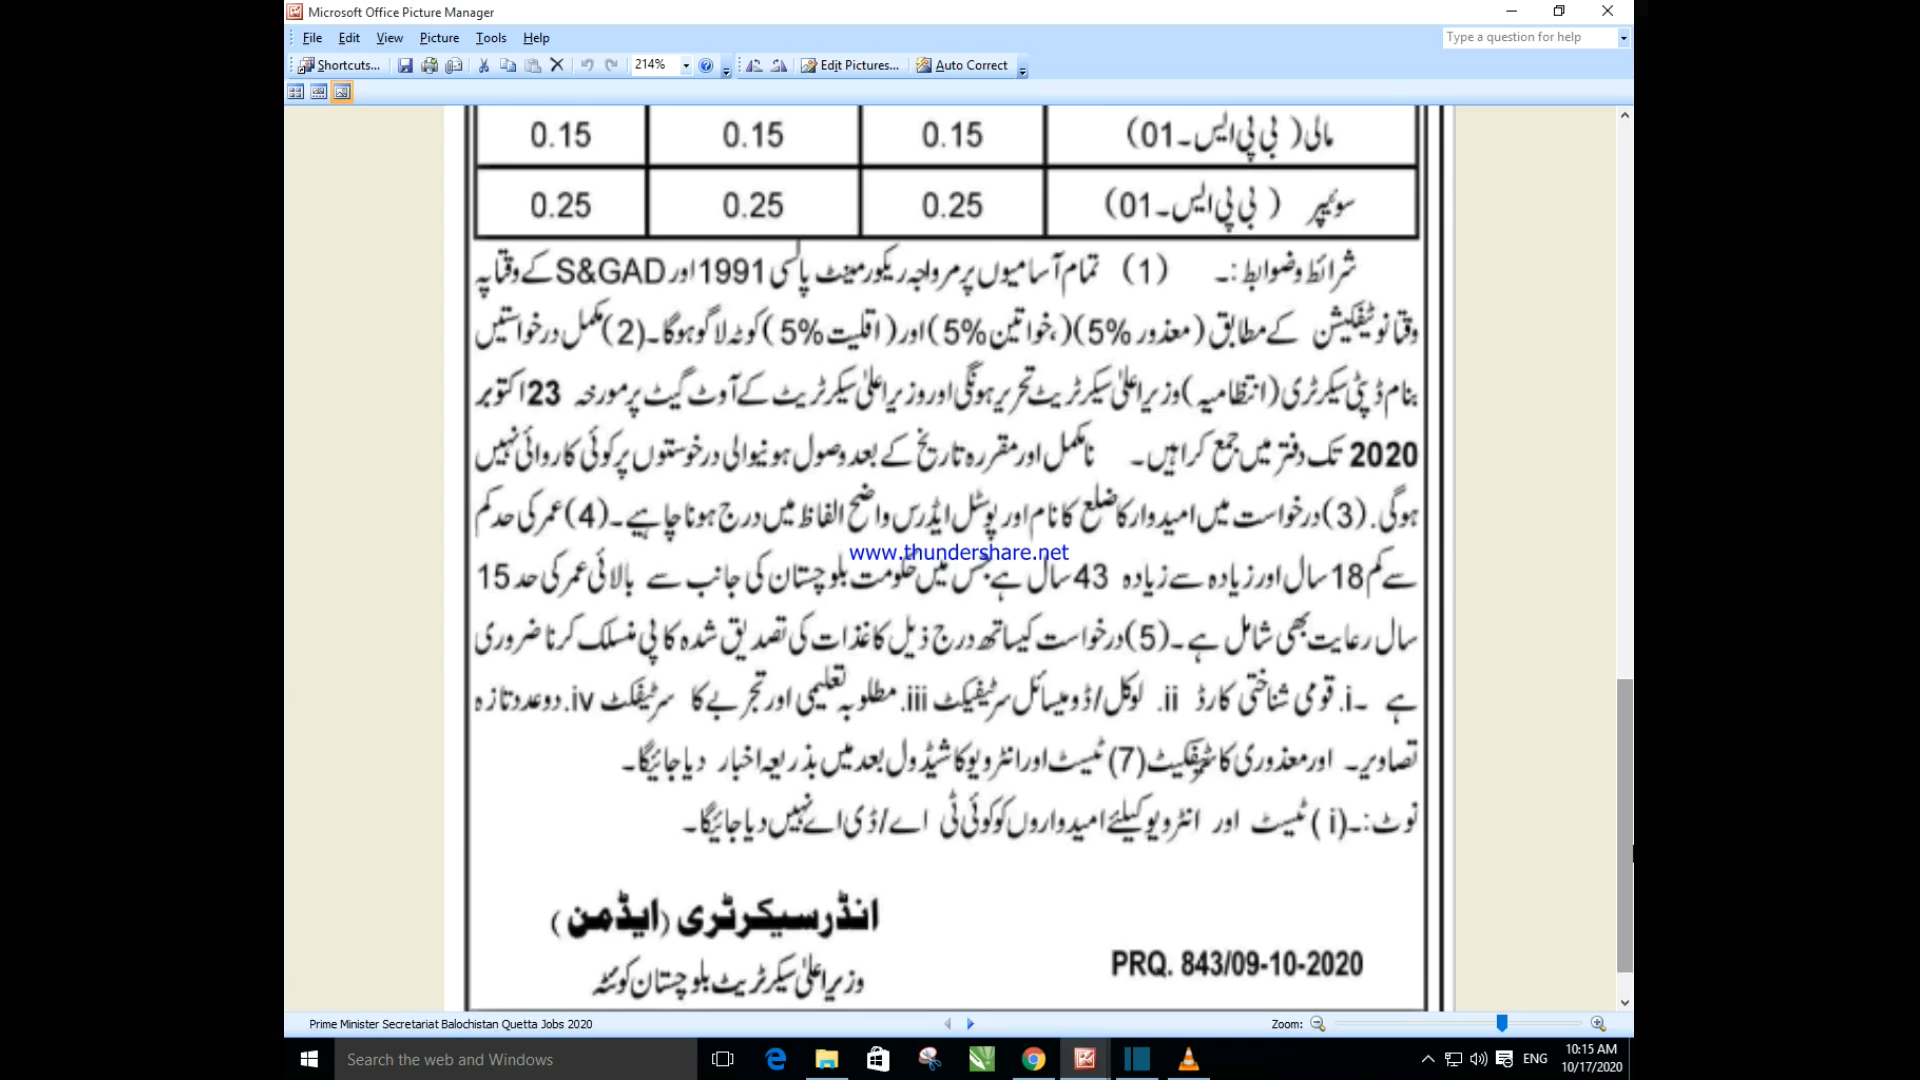 Microsoft Office Picture Manager
File Edit View Picture Tools Help
Type a question for help
Shortcuts... 214% Edit Pictures... Auto Correct
مالی (بی پی ایس۔01) 0.15 0.15 0.15
سوئیپر (بی پی ایس۔01) 0.25 0.25 0.25
شرائط و ضوابط:۔ (1) تمام آسامیوں پر مروجہ ریکورمینٹ پالسی 1991 اور S&GAD کے وقتاپہ
وقتا نوٹیفکیشن کے مطابق (معذور %5)(،خواتین %5) اور (اقلیت %5) کوٹہ لاگو ہوگا۔ (2) مکمل درخواستیں
بنام ڈپٹی سیکرٹری (انتظامیہ) وزیراعلیٰ سیکرٹریٹ تحریر ہونگی اور وزیراعلیٰ سیکرٹریٹ کے آوٹ گیٹ پر مورخہ 23 اکتوبر
2020 تک دفتر میں جمع کراہیں۔ نامکمل اور مقررہ تاریخ کے بعد وصول ہونیوالی درخوستوں پر کوئی کاروائی نہیں
ہوگی. (3) درخواست میں امیدوار کا ضلع کا نام اور پوسٹل ایڈرس واضح الفاظ میں درج ہونا چاہیے۔ (4) عمر کی حد کم
www.thundershare.net
سے کم 18 سال اور زیادہ سے زیادہ 43 سال ہے جس میں حکومت بلوچستان کی جانب سے بالائی عمر کی حد 15
سال رعایت بھی شامل ہے۔ (5) درخواست کیساتھ درج ذیل کاغذات کی تصدیق شدہ کاپی منسلک کرنا ضروری
ہے ۔i. قومی شناختی کارڈ ii. لوکل/ڈومیسائل سرٹیفیکٹ iii. مطلوبہ تعلیمی اور تجربے کا سرٹیفکٹ iv. دو عدد تازہ
تصاویر۔ اور معذوری کا (7) ٹیسٹ اور انٹرویو کا شیڈول بعد میں بذریعہ اخبار دیا جائیگا۔
نوٹ:۔(i) ٹیسٹ اور انٹرویو کیلئے امیدواروں کو کوئی ٹی اے/ڈی اے نہیں دیا جائیگا۔
انڈر سیکرٹری (ایڈمن)
PRQ. 843/09-10-2020
وزیراعلیٰ سیکرٹریٹ بلوچستان کوئٹہ
Prime Minister Secretariat Balochistan Quetta Jobs 2020 Zoom:
Search the web and Windows ENG 10:15 AM
10/17/2020